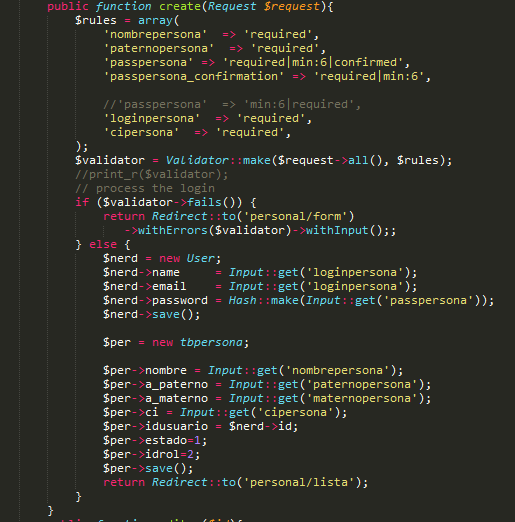 public function create(Request $request){
$rules = array(
'nombrepersona'  => 'required',
'paternopersona'  => 'required',
'passpersona' => 'required|min:6|confirmed',
'passpersona_confirmation' => 'required|min:6',
//'passpersona'  => 'min:6|required',
'loginpersona'  => 'required',
'cipersona'  => 'required',
);
$validator = Validator::make($request->all(), $rules);
//print_r($validator);
// process the login
if ($validator->fails()) {
return Redirect::to('personal/form')
->withErrors($validator)->withInput();;
} else {
$nerd = new User;
$nerd->name     = Input::get('loginpersona');
$nerd->email    = Input::get('loginpersona');
$nerd->password = Hash::make(Input::get('passpersona'));
$nerd->save();
$per = new tbpersona;
$per->nombre = Input::get('nombrepersona');
$per->a_paterno = Input::get('paternopersona');
$per->a_materno = Input::get('maternopersona');
$per->ci = Input::get('cipersona');
$per->idusuario = $nerd->id;
$per->estado=1;
$per->idrol=2;
$per->save();
return Redirect::to('personal/lista');
}
}